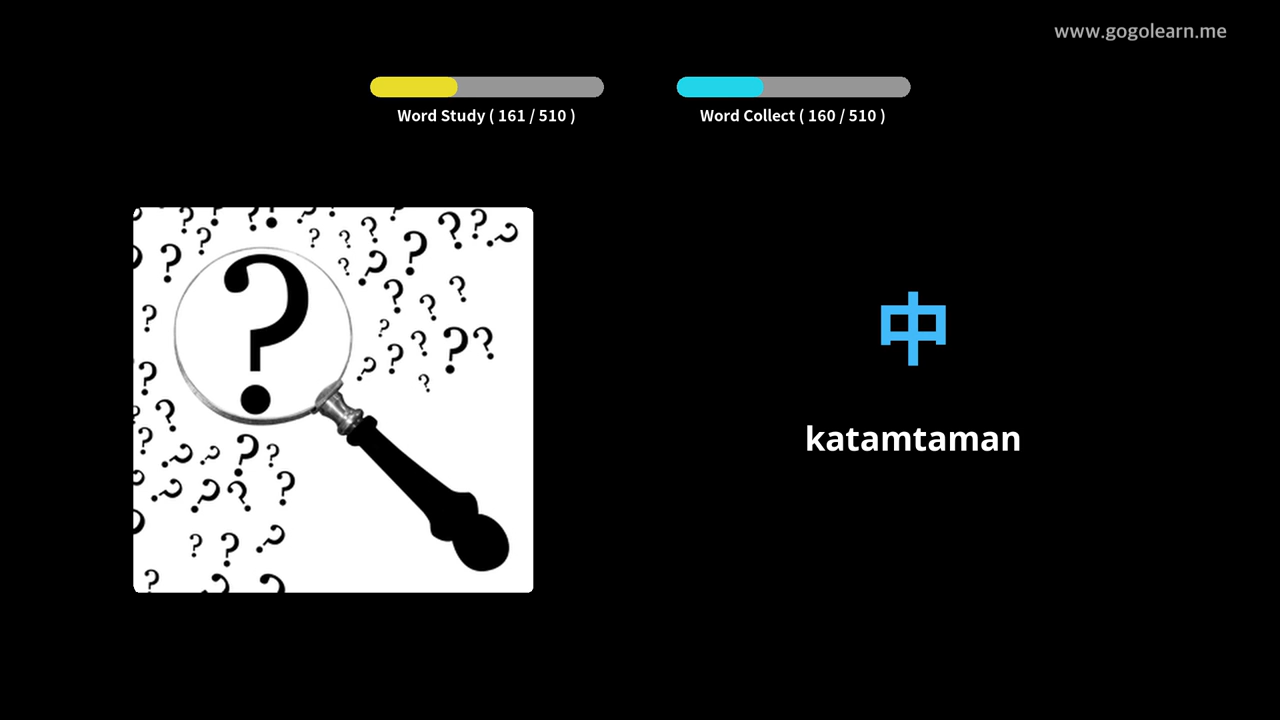 www.gogolearn.me
Word Study ( 161 / 510 )
Word Collect ( 160 / 510 )
中
katamtaman